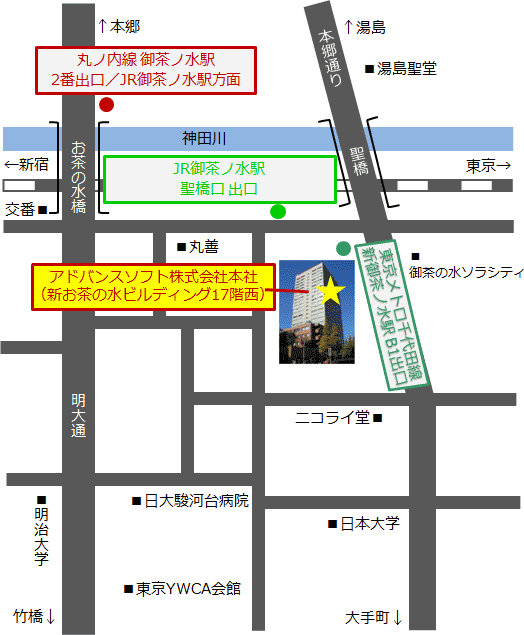 ↑本郷
↑湯島
丸ノ内線 御茶ノ水駅
2番出口／JR御茶ノ水駅方面
本郷通り
■湯島聖堂
神田川
お茶の水橋
聖橋
←新宿
東京→
JR御茶ノ水駅
聖橋口 出口
交番■
■丸善
■
御茶の水ソラシティ
アドバンスソフト株式会社本社
（新お茶の水ビルディング17階西）
東京メトロ千代田線
新御茶ノ水駅 B1出口
明大通
ニコライ堂■
■日大駿河台病院
■明治大学
■日本大学
■東京YWCA会館
竹橋↓
大手町↓